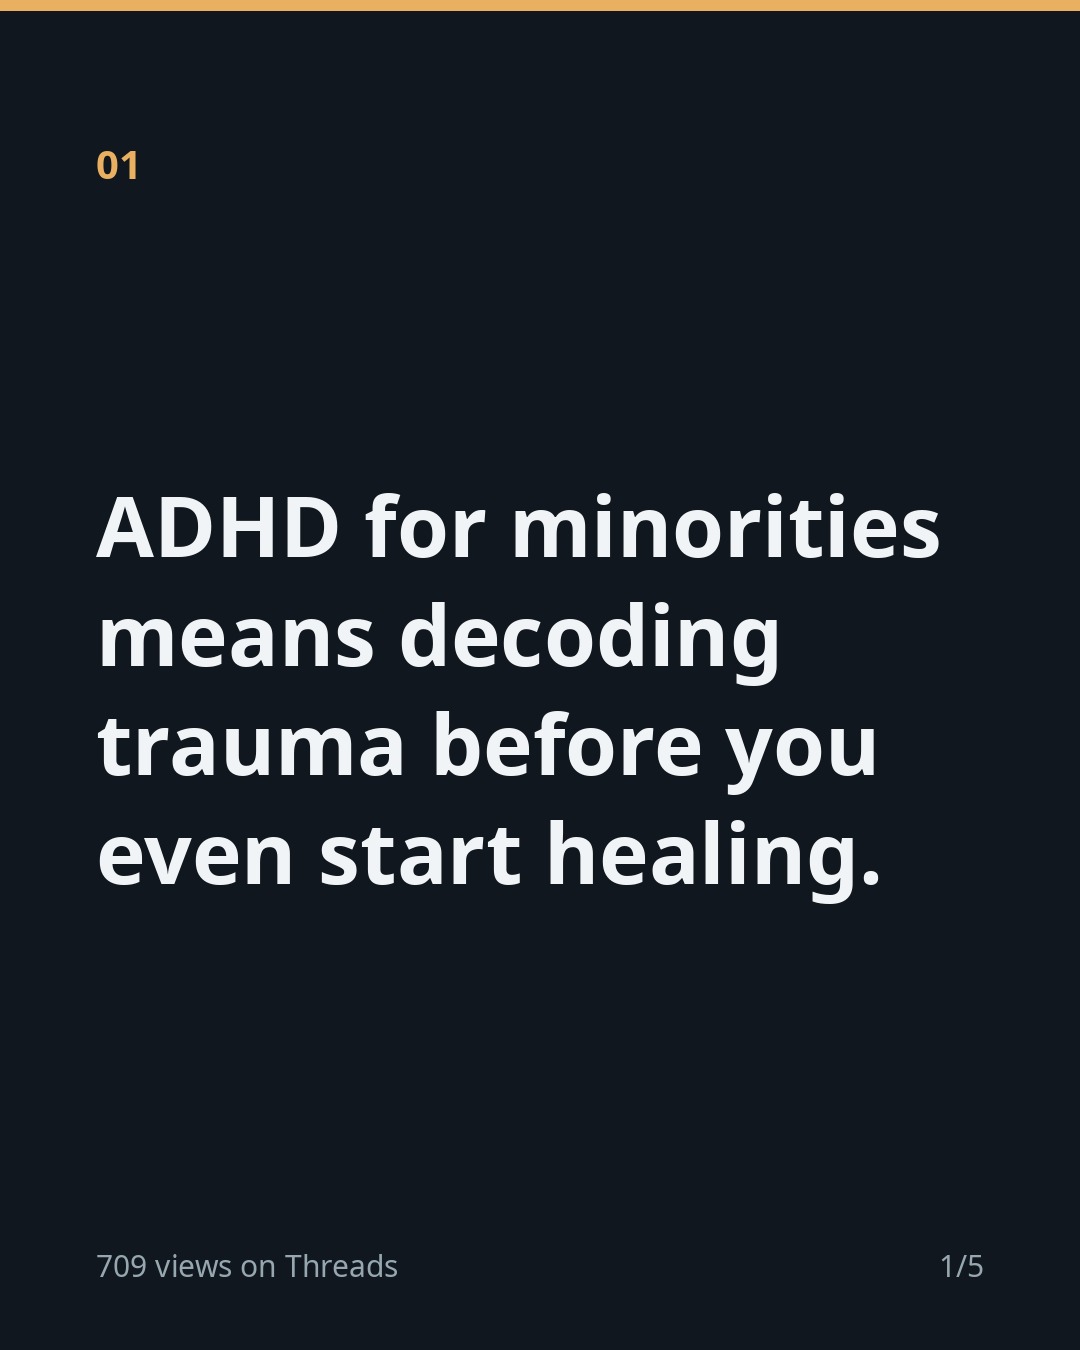 01
ADHD for minorities
means decoding
trauma before you
even start healing.
709 views on Threads
1/5